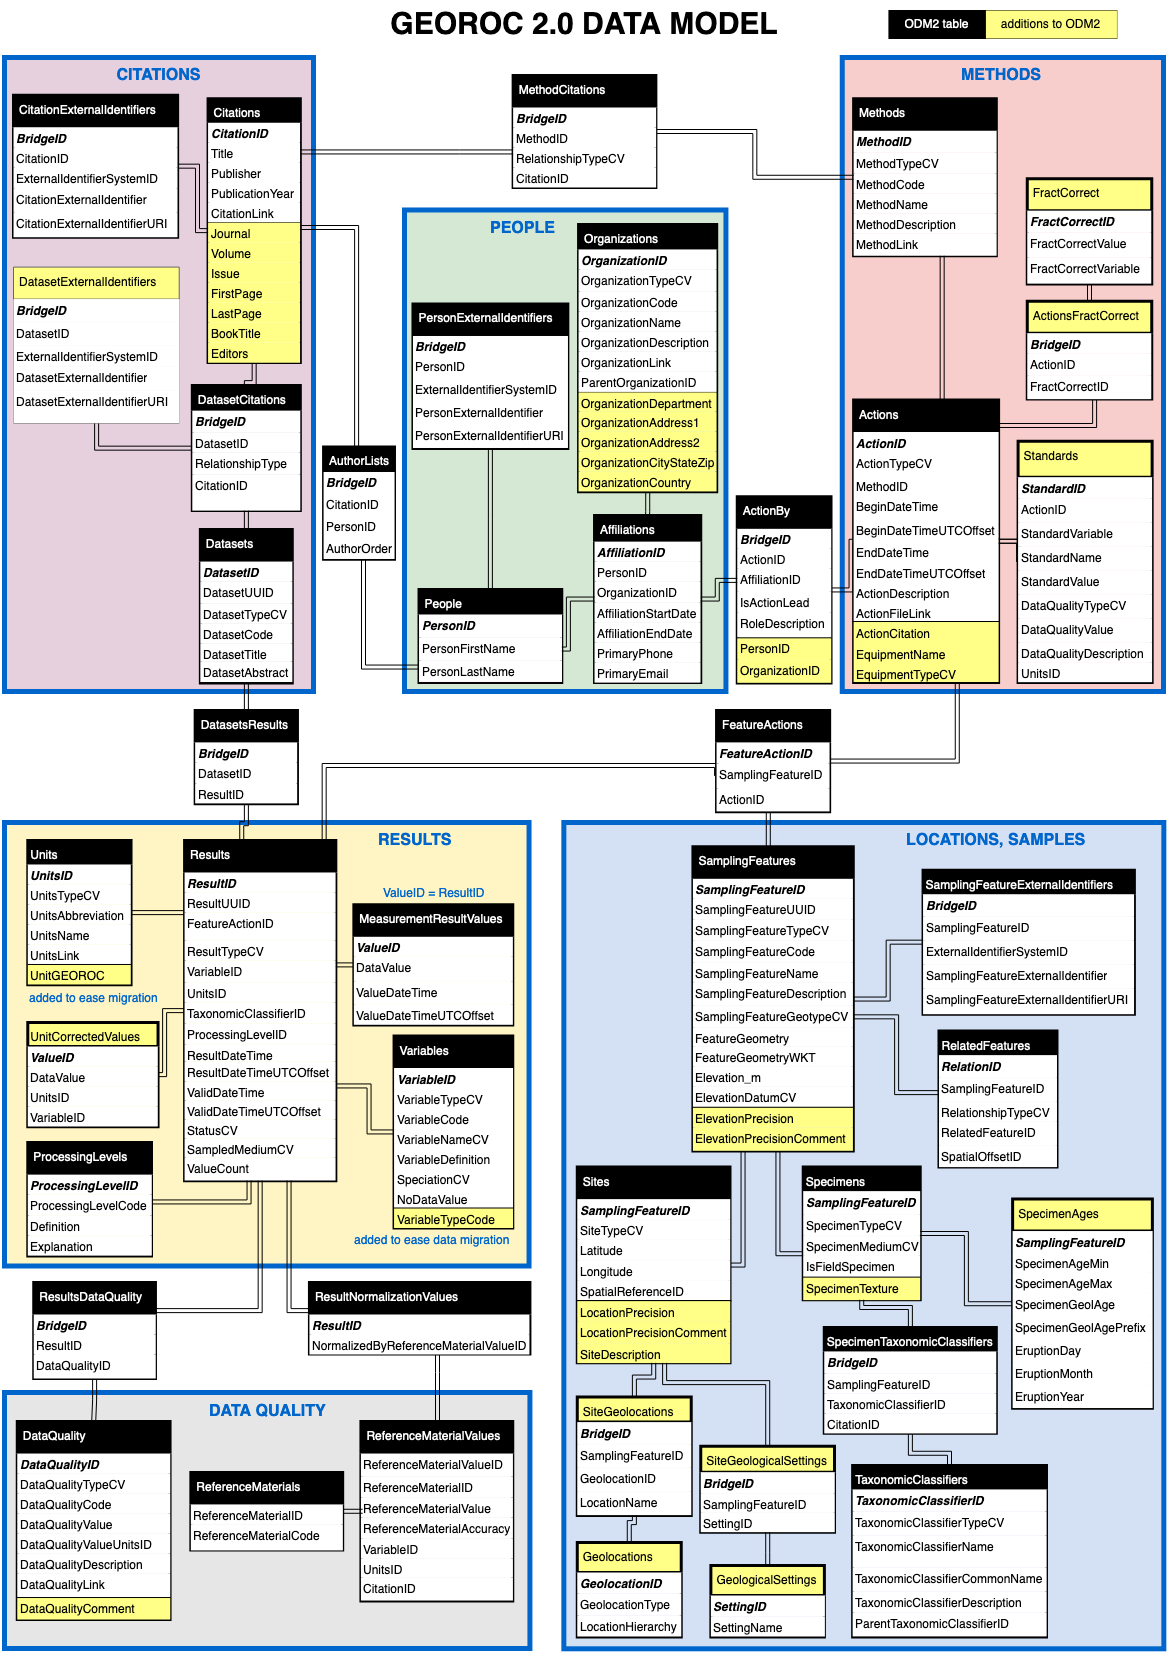 GEOROC 2.0 DATA MODEL
ODM2 table
additions to ODM2
CITATIONS
CitationExternalIdentifiers
BridgeID
CitationID
ExternalIdentifierSystemID
CitationExternalIdentifier
CitationExternalIdentifierURI
Citations
CitationID
Title
Publisher
PublicationYear
CitationLink
Journal
Volume
Issue
FirstPage
LastPage
BookTitle
Editors
DatasetExternalIdentifiers
BridgeID
DatasetID
ExternalIdentifierSystemID
DatasetExternalIdentifier
DatasetExternalIdentifierURI
DatasetCitations
BridgeID
DatasetID
RelationshipType
CitationID
Datasets
DatasetID
DatasetUUID
DatasetTypeCV
DatasetCode
DatasetTitle
DatasetAbstract
MethodCitations
BridgeID
MethodID
RelationshipTypeCV
CitationID
AuthorLists
BridgeID
CitationID
PersonID
AuthorOrder
PEOPLE
PersonExternalIdentifiers
BridgeID
PersonID
ExternalIdentifierSystemID
PersonExternalIdentifier
PersonExternalIdentifierURI
Organizations
OrganizationID
OrganizationTypeCV
OrganizationCode
OrganizationName
OrganizationDescription
OrganizationLink
ParentOrganizationID
OrganizationDepartment
OrganizationAddress1
OrganizationAddress2
OrganizationCityStateZip
OrganizationCountry
People
PersonID
PersonFirstName
PersonLastName
Affiliations
AffiliationID
PersonID
OrganizationID
AffiliationStartDate
AffiliationEndDate
PrimaryPhone
PrimaryEmail
ActionBy
BridgeID
ActionID
AffiliationID
IsActionLead
RoleDescription
PersonID
OrganizationID
METHODS
Methods
MethodID
MethodTypeCV
MethodCode
MethodName
MethodDescription
MethodLink
FractCorrect
FractCorrectID
FractCorrectValue
FractCorrectVariable
ActionsFractCorrect
BridgeID
ActionID
FractCorrectID
Actions
ActionID
ActionTypeCV
MethodID
BeginDateTime
BeginDateTimeUTCOffset
EndDateTime
EndDateTimeUTCOffset
ActionDescription
ActionFileLink
ActionCitation
EquipmentName
EquipmentTypeCV
Standards
StandardID
ActionID
StandardVariable
StandardName
StandardValue
DataQualityTypeCV
DataQualityValue
DataQualityDescription
UnitsID
DatasetsResults
BridgeID
DatasetID
ResultID
FeatureActions
FeatureActionID
SamplingFeatureID
ActionID
RESULTS
Units
UnitsID
UnitsTypeCV
UnitsAbbreviation
UnitsName
UnitsLink
UnitGEOROC
added to ease migration
UnitCorrectedValues
ValueID
DataValue
UnitsID
VariableID
ProcessingLevels
ProcessingLevelID
ProcessingLevelCode
Definition
Explanation
Results
ResultID
ResultUUID
FeatureActionID
ResultTypeCV
VariableID
UnitsID
TaxonomicClassifierID
ProcessingLevelID
ResultDateTime
ResultDateTimeUTCOffset
ValidDateTime
ValidDateTimeUTCOffset
StatusCV
SampledMediumCV
ValueCount
ValueID = ResultID
MeasurementResultValues
ValueID
DataValue
ValueDateTime
ValueDateTimeUTCOffset
Variables
VariableID
VariableTypeCV
VariableCode
VariableNameCV
VariableDefinition
SpeciationCV
NoDataValue
VariableTypeCode
added to ease data migration
ResultsDataQuality
BridgeID
ResultID
DataQualityID
ResultNormalizationValues
ResultID
NormalizedByReferenceMaterialValueID
DATA QUALITY
DataQuality
DataQualityID
DataQualityTypeCV
DataQualityCode
DataQualityValue
DataQualityValueUnitsID
DataQualityDescription
DataQualityLink
DataQualityComment
ReferenceMaterials
ReferenceMaterialID
ReferenceMaterialCode
ReferenceMaterialValues
ReferenceMaterialValueID
ReferenceMaterialID
ReferenceMaterialValue
ReferenceMaterialAccuracy
VariableID
UnitsID
CitationID
LOCATIONS, SAMPLES
SamplingFeatures
SamplingFeatureID
SamplingFeatureUUID
SamplingFeatureTypeCV
SamplingFeatureCode
SamplingFeatureName
SamplingFeatureDescription
SamplingFeatureGeotypeCV
FeatureGeometry
FeatureGeometryWKT
Elevation_m
ElevationDatumCV
ElevationPrecision
ElevationPrecisionComment
SamplingFeatureExternalIdentifiers
BridgeID
SamplingFeatureID
ExternalIdentifierSystemID
SamplingFeatureExternalIdentifier
SamplingFeatureExternalIdentifierURI
RelatedFeatures
RelationID
SamplingFeatureID
RelationshipTypeCV
RelatedFeatureID
SpatialOffsetID
Sites
SamplingFeatureID
SiteTypeCV
Latitude
Longitude
SpatialReferenceID
LocationPrecision
LocationPrecisionComment
SiteDescription
Specimens
SamplingFeatureID
SpecimenTypeCV
SpecimenMediumCV
IsFieldSpecimen
SpecimenTexture
SpecimenAges
SamplingFeatureID
SpecimenAgeMin
SpecimenAgeMax
SpecimenGeolAge
SpecimenGeolAgePrefix
EruptionDay
EruptionMonth
EruptionYear
SpecimenTaxonomicClassifiers
BridgeID
SamplingFeatureID
TaxonomicClassifierID
CitationID
SiteGeolocations
BridgeID
SamplingFeatureID
GeolocationID
LocationName
SiteGeologicalSettings
BridgeID
SamplingFeatureID
SettingID
Geolocations
GeolocationID
GeolocationType
LocationHierarchy
GeologicalSettings
SettingID
SettingName
TaxonomicClassifiers
TaxonomicClassifierID
TaxonomicClassifierTypeCV
TaxonomicClassifierName
TaxonomicClassifierCommonName
TaxonomicClassifierDescription
ParentTaxonomicClassifierID